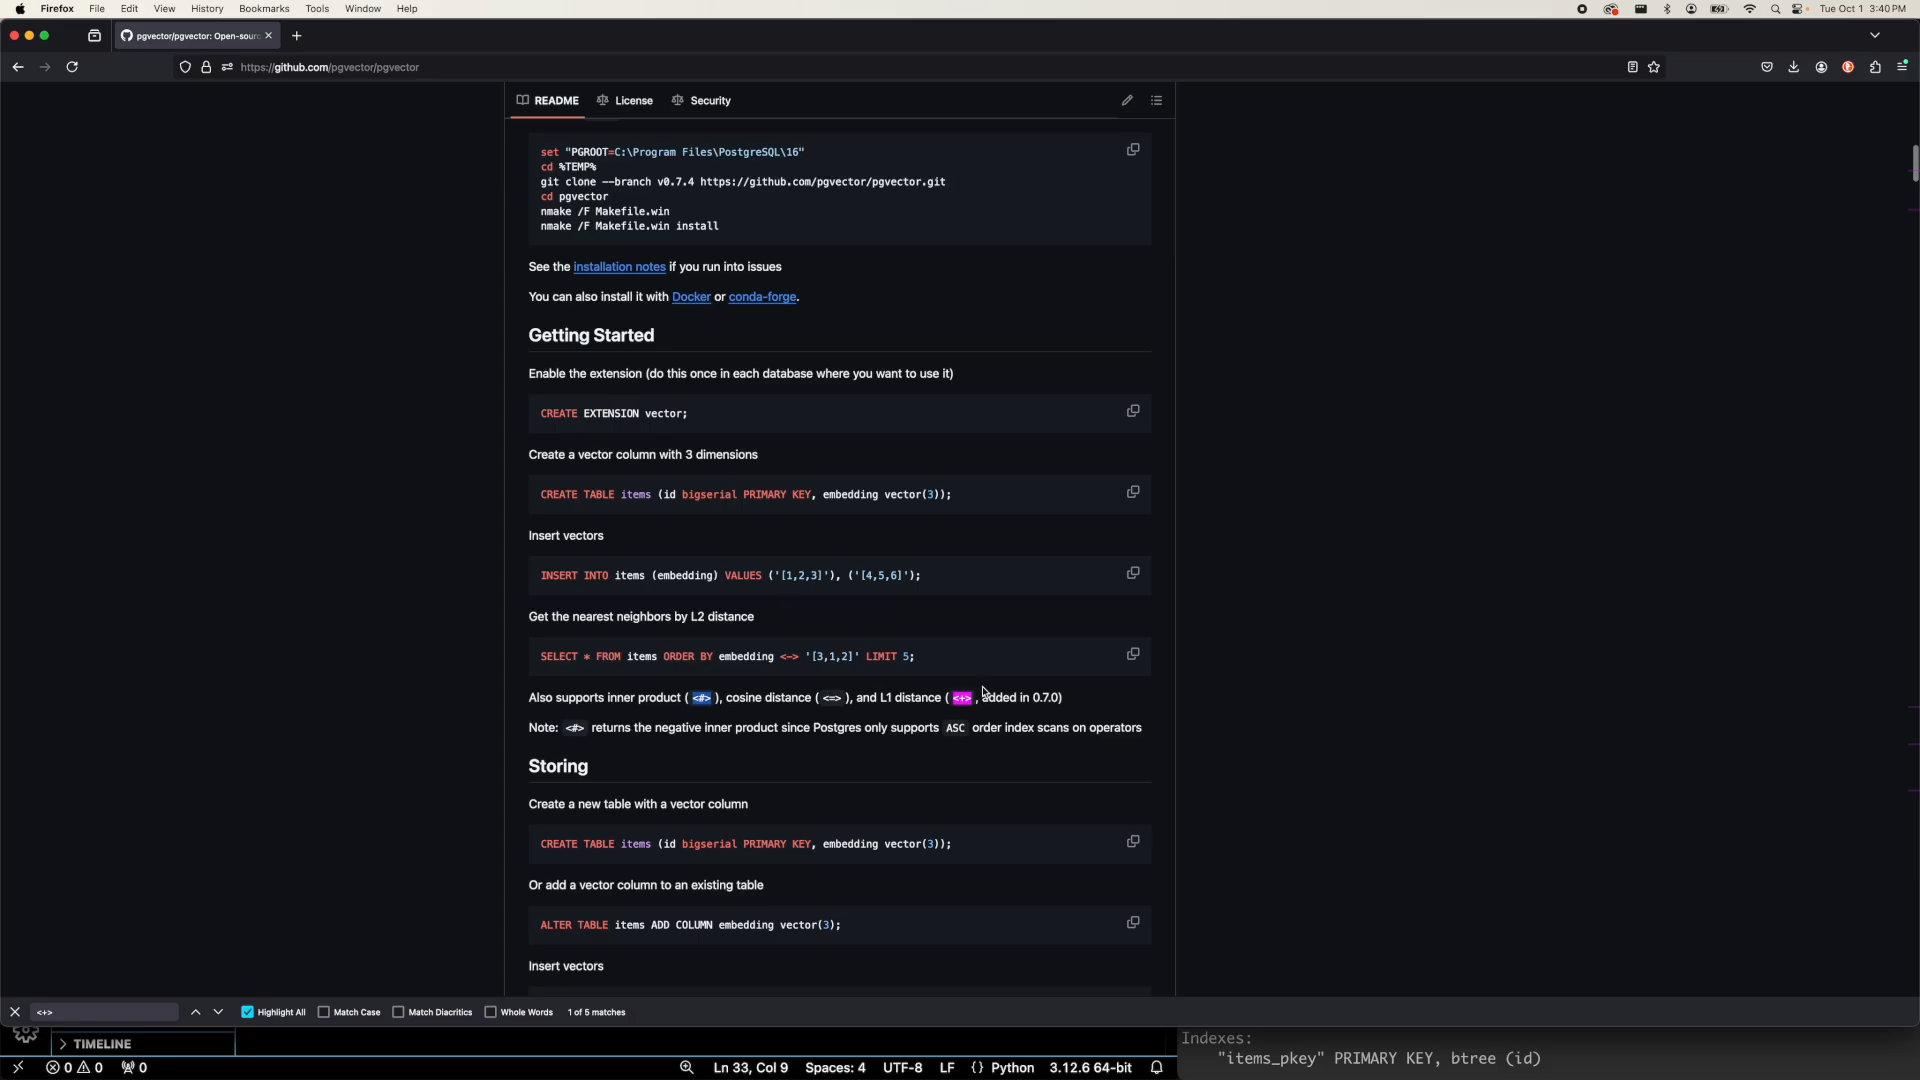 Firefox File Edit View History Bookmarks Tools Window Help Tue Oct 1 3:40 PM
pgvector/pgvector: Open-sourc
https://github.com/pgvector/pgvector
README License Security
set "PGROOT=C:\Program Files\PostgreSQL\16"
cd %TEMP%
git clone --branch v0.7.4 https://github.com/pgvector/pgvector.git
cd pgvector
nmake /F Makefile.win
nmake /F Makefile.win install
See the installation notes if you run into issues
You can also install it with Docker or conda-forge.
Getting Started
Enable the extension (do this once in each database where you want to use it)
CREATE EXTENSION vector;
Create a vector column with 3 dimensions
CREATE TABLE items (id bigserial PRIMARY KEY, embedding vector(3));
Insert vectors
INSERT INTO items (embedding) VALUES ('[1,2,3]'), ('[4,5,6]');
Get the nearest neighbors by L2 distance
SELECT * FROM items ORDER BY embedding <-> '[3,1,2]' LIMIT 5;
Also supports inner product ( <#> ), cosine distance ( <=> ), and L1 distance ( <+> , added in 0.7.0)
Note: <#> returns the negative inner product since Postgres only supports ASC order index scans on operators
Storing
Create a new table with a vector column
CREATE TABLE items (id bigserial PRIMARY KEY, embedding vector(3));
Or add a vector column to an existing table
ALTER TABLE items ADD COLUMN embedding vector(3);
Insert vectors
<+> Highlight All Match Case Match Diacritics Whole Words 1 of 5 matches
TIMELINE
Indexes:
"items_pkey" PRIMARY KEY, btree (id)
0 0 0 Ln 33, Col 9 Spaces: 4 UTF-8 LF {} Python 3.12.6 64-bit